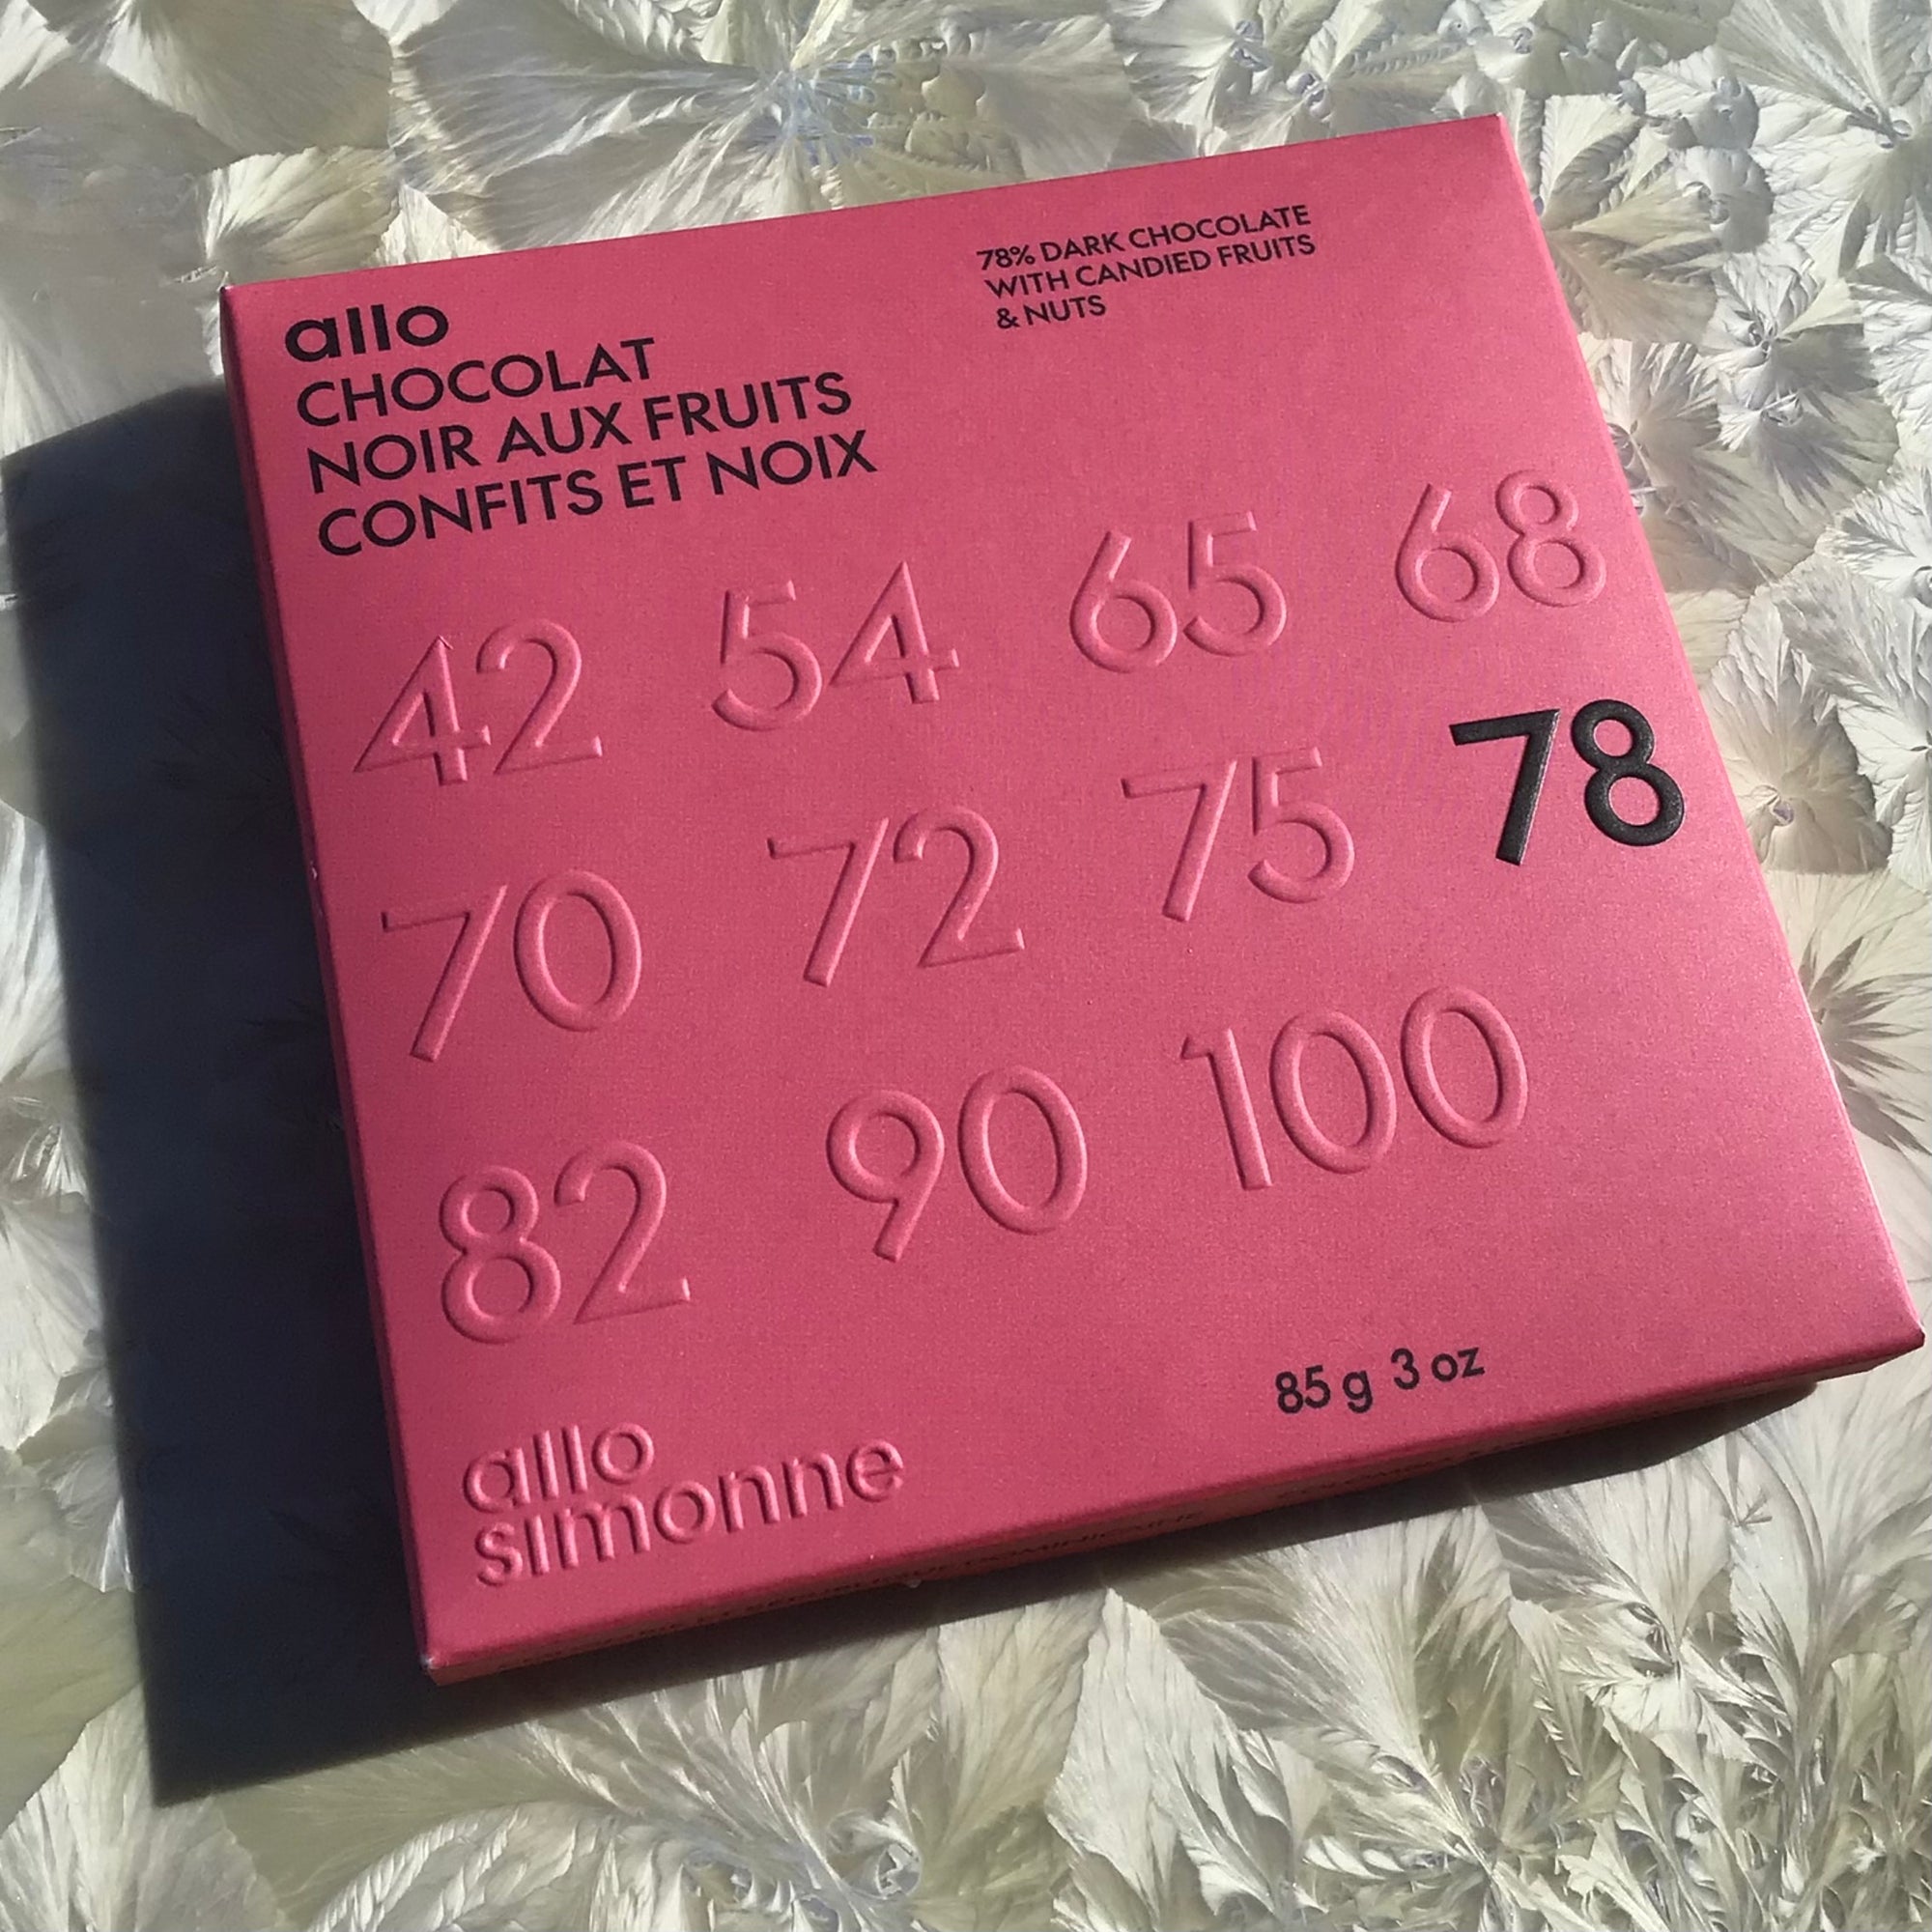 allo
CHOCOLAT
NOIR AUX FRUITS
CONFITS ET NOIX
78% DARK CHOCOLATE
WITH CANDIED FRUITS
& NUTS
42 54 65 68
70 72 75 78
82 90 100
allo
simonne
85 g 3 oz